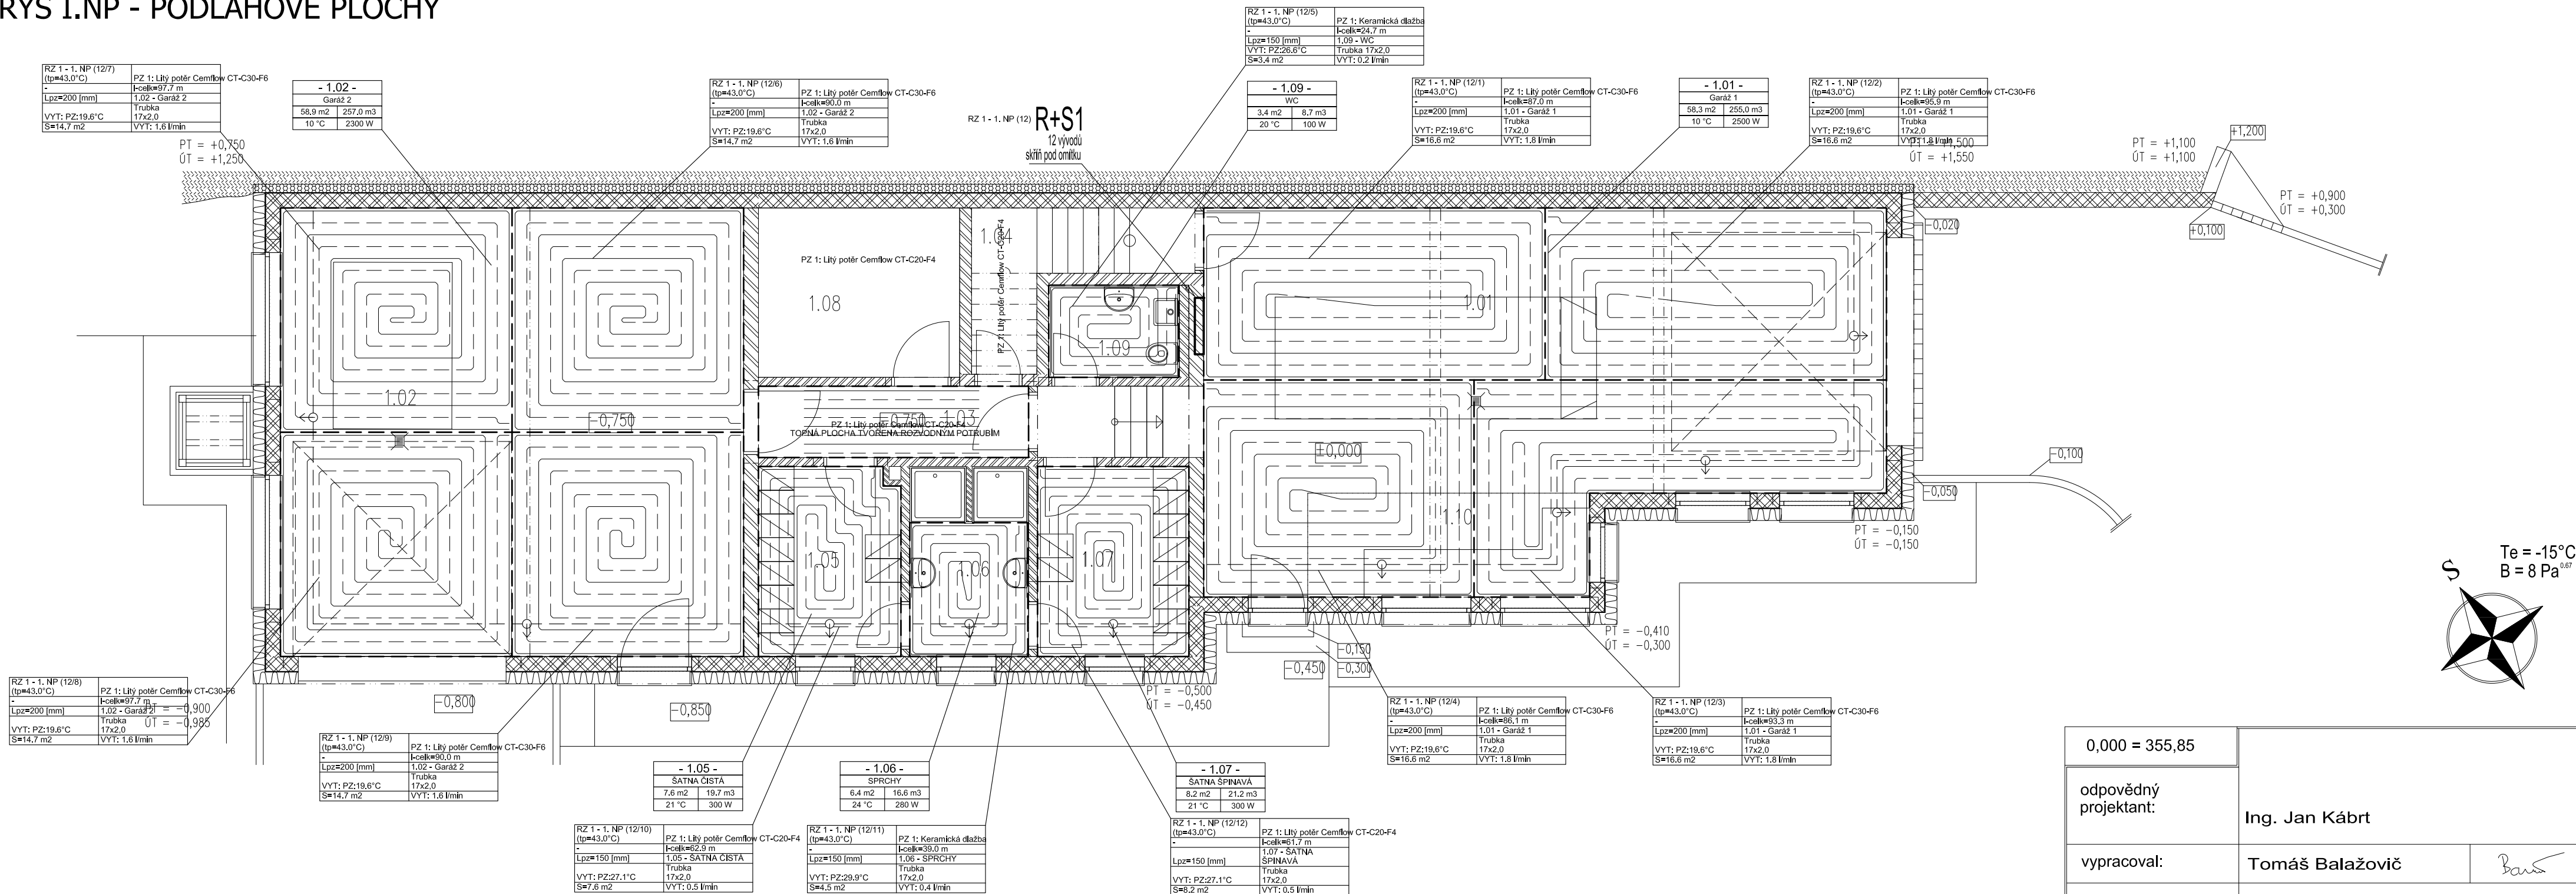 RYS I.NP - PODLAHOVÉ PLOCHY
RZ 1 - 1. NP (12/5)
(tp=43,0°C) PZ 1: Keramická dlažba
- l-celk=24,7 m
Lpz=150 [mm] 1.09 - WC
VYT: PZ:26,6°C Trubka 17x2,0
S=3,4 m2 VYT: 0.2 l/min
RZ 1 - 1. NP (12/7)
(tp=43,0°C) PZ 1: Litý potěr Cemflow CT-C30-F6
- l-celk=97.7 m
Lpz=200 [mm] 1.02 - Garáž 2
Trubka
VYT: PZ:19.6°C 17x2,0
S=14,7 m2 VYT: 1.6 l/min
- 1.02 -
Garáž 2
58,9 m2 257,0 m3
10 °C 2300 W
RZ 1 - 1. NP (12/6)
(tp=43,0°C) PZ 1: Litý potěr Cemflow CT-C30-F6
- l-celk=90,0 m
Lpz=200 [mm] 1.02 - Garáž 2
Trubka
VYT: PZ:19.6°C 17x2,0
S=14,7 m2 VYT: 1.6 l/min
RZ 1 - 1. NP (12) R+S1
12 vývodů
skříň pod omítku
- 1.09 -
WC
3,4 m2 8,7 m3
20 °C 100 W
RZ 1 - 1. NP (12/1)
(tp=43,0°C) PZ 1: Litý potěr Cemflow CT-C30-F6
- l-celk=87.0 m
Lpz=200 [mm] 1.01 - Garáž 1
Trubka
VYT: PZ:19.6°C 17x2,0
S=16,6 m2 VYT: 1.8 l/min
- 1.01 -
Garáž 1
58,3 m2 255,0 m3
10 °C 2500 W
RZ 1 - 1. NP (12/2)
(tp=43,0°C) PZ 1: Litý potěr Cemflow CT-C30-F6
- l-celk=95,9 m
Lpz=200 [mm] 1.01 - Garáž 1
Trubka
VYT: PZ:19.6°C 17x2,0
S=16.6 m2 VYT: 1.8 l/min
PT = +0,750
ÚT = +1,250
PT = +1,500
ÚT = +1,550
PT = +1,100
ÚT = +1,100
+1,200
PT = +0,900
ÚT = +0,300
+0,100
-0,020
PZ 1: Litý potěr Cemflow CT-C20-F4
1.08
1.04
PZ 1: Litý potěr Cemflow CT-C20-F4
1.09
1.01
1.02
-0,750
-0,750
1.03
PZ 1: Litý potěr Cemflow CT-C20-F4
TOPNÁ PLOCHA TVOŘENA ROZVODNÝM POTRUBÍM
±0,000
1.10
1.05
1.06
1.07
-0,100
-0,050
PT = -0,150
ÚT = -0,150
PT = -0,410
ÚT = -0,300
-0,150
-0,300
-0,450
PT = -0,500
ÚT = -0,450
-0,800
-0,850
Te = -15°C
B = 8 Pa0.67
S
RZ 1 - 1. NP (12/8)
(tp=43,0°C) PZ 1: Litý potěr Cemflow CT-C30-F6
- l-celk=97.7 m
Lpz=200 [mm] 1.02 - Garáž 2
Trubka
VYT: PZ:19.6°C 17x2,0
S=14,7 m2 VYT: 1.6 l/min
PT = -0,900
ÚT = -0,985
RZ 1 - 1. NP (12/9)
(tp=43,0°C) PZ 1: Litý potěr Cemflow CT-C30-F6
- l-celk=90,0 m
Lpz=200 [mm] 1.02 - Garáž 2
Trubka
VYT: PZ:19.6°C 17x2,0
S=14,7 m2 VYT: 1.6 l/min
- 1.05 -
ŠATNA ČISTÁ
7.6 m2 19.7 m3
21 °C 300 W
- 1.06 -
SPRCHY
6.4 m2 16.6 m3
24 °C 280 W
- 1.07 -
ŠATNA ŠPINAVÁ
8.2 m2 21.2 m3
21 °C 300 W
RZ 1 - 1. NP (12/4)
(tp=43,0°C) PZ 1: Litý potěr Cemflow CT-C30-F6
- l-celk=86,1 m
Lpz=200 [mm] 1.01 - Garáž 1
Trubka
VYT: PZ:19,6°C 17x2,0
S=16.6 m2 VYT: 1.8 l/min
RZ 1 - 1. NP (12/3)
(tp=43,0°C) PZ 1: Litý potěr Cemflow CT-C30-F6
- l-celk=93,3 m
Lpz=200 [mm] 1.01 - Garáž 1
Trubka
VYT: PZ:19,6°C 17x2,0
S=16.6 m2 VYT: 1.8 l/min
RZ 1 - 1. NP (12/10)
(tp=43,0°C) PZ 1: Litý potěr Cemflow CT-C20-F4
- l-celk=62.9 m
Lpz=150 [mm] 1.05 - ŠATNA ČISTÁ
Trubka
VYT: PZ:27.1°C 17x2,0
S=7.6 m2 VYT: 0.5 l/min
RZ 1 - 1. NP (12/11)
(tp=43,0°C) PZ 1: Keramická dlažba
- l-celk=39.0 m
Lpz=150 [mm] 1.06 - SPRCHY
Trubka
VYT: PZ:29.9°C 17x2,0
S=4.5 m2 VYT: 0.4 l/min
RZ 1 - 1. NP (12/12)
(tp=43,0°C) PZ 1: Litý potěr Cemflow CT-C20-F4
- l-celk=61.7 m
1.07 - ŠATNA
Lpz=150 [mm] ŠPINAVÁ
Trubka
VYT: PZ:27.1°C 17x2,0
S=8.2 m2 VYT: 0.5 l/min
0,000 = 355,85
odpovědný
projektant: Ing. Jan Kábrt
vypracoval: Tomáš Balažovič